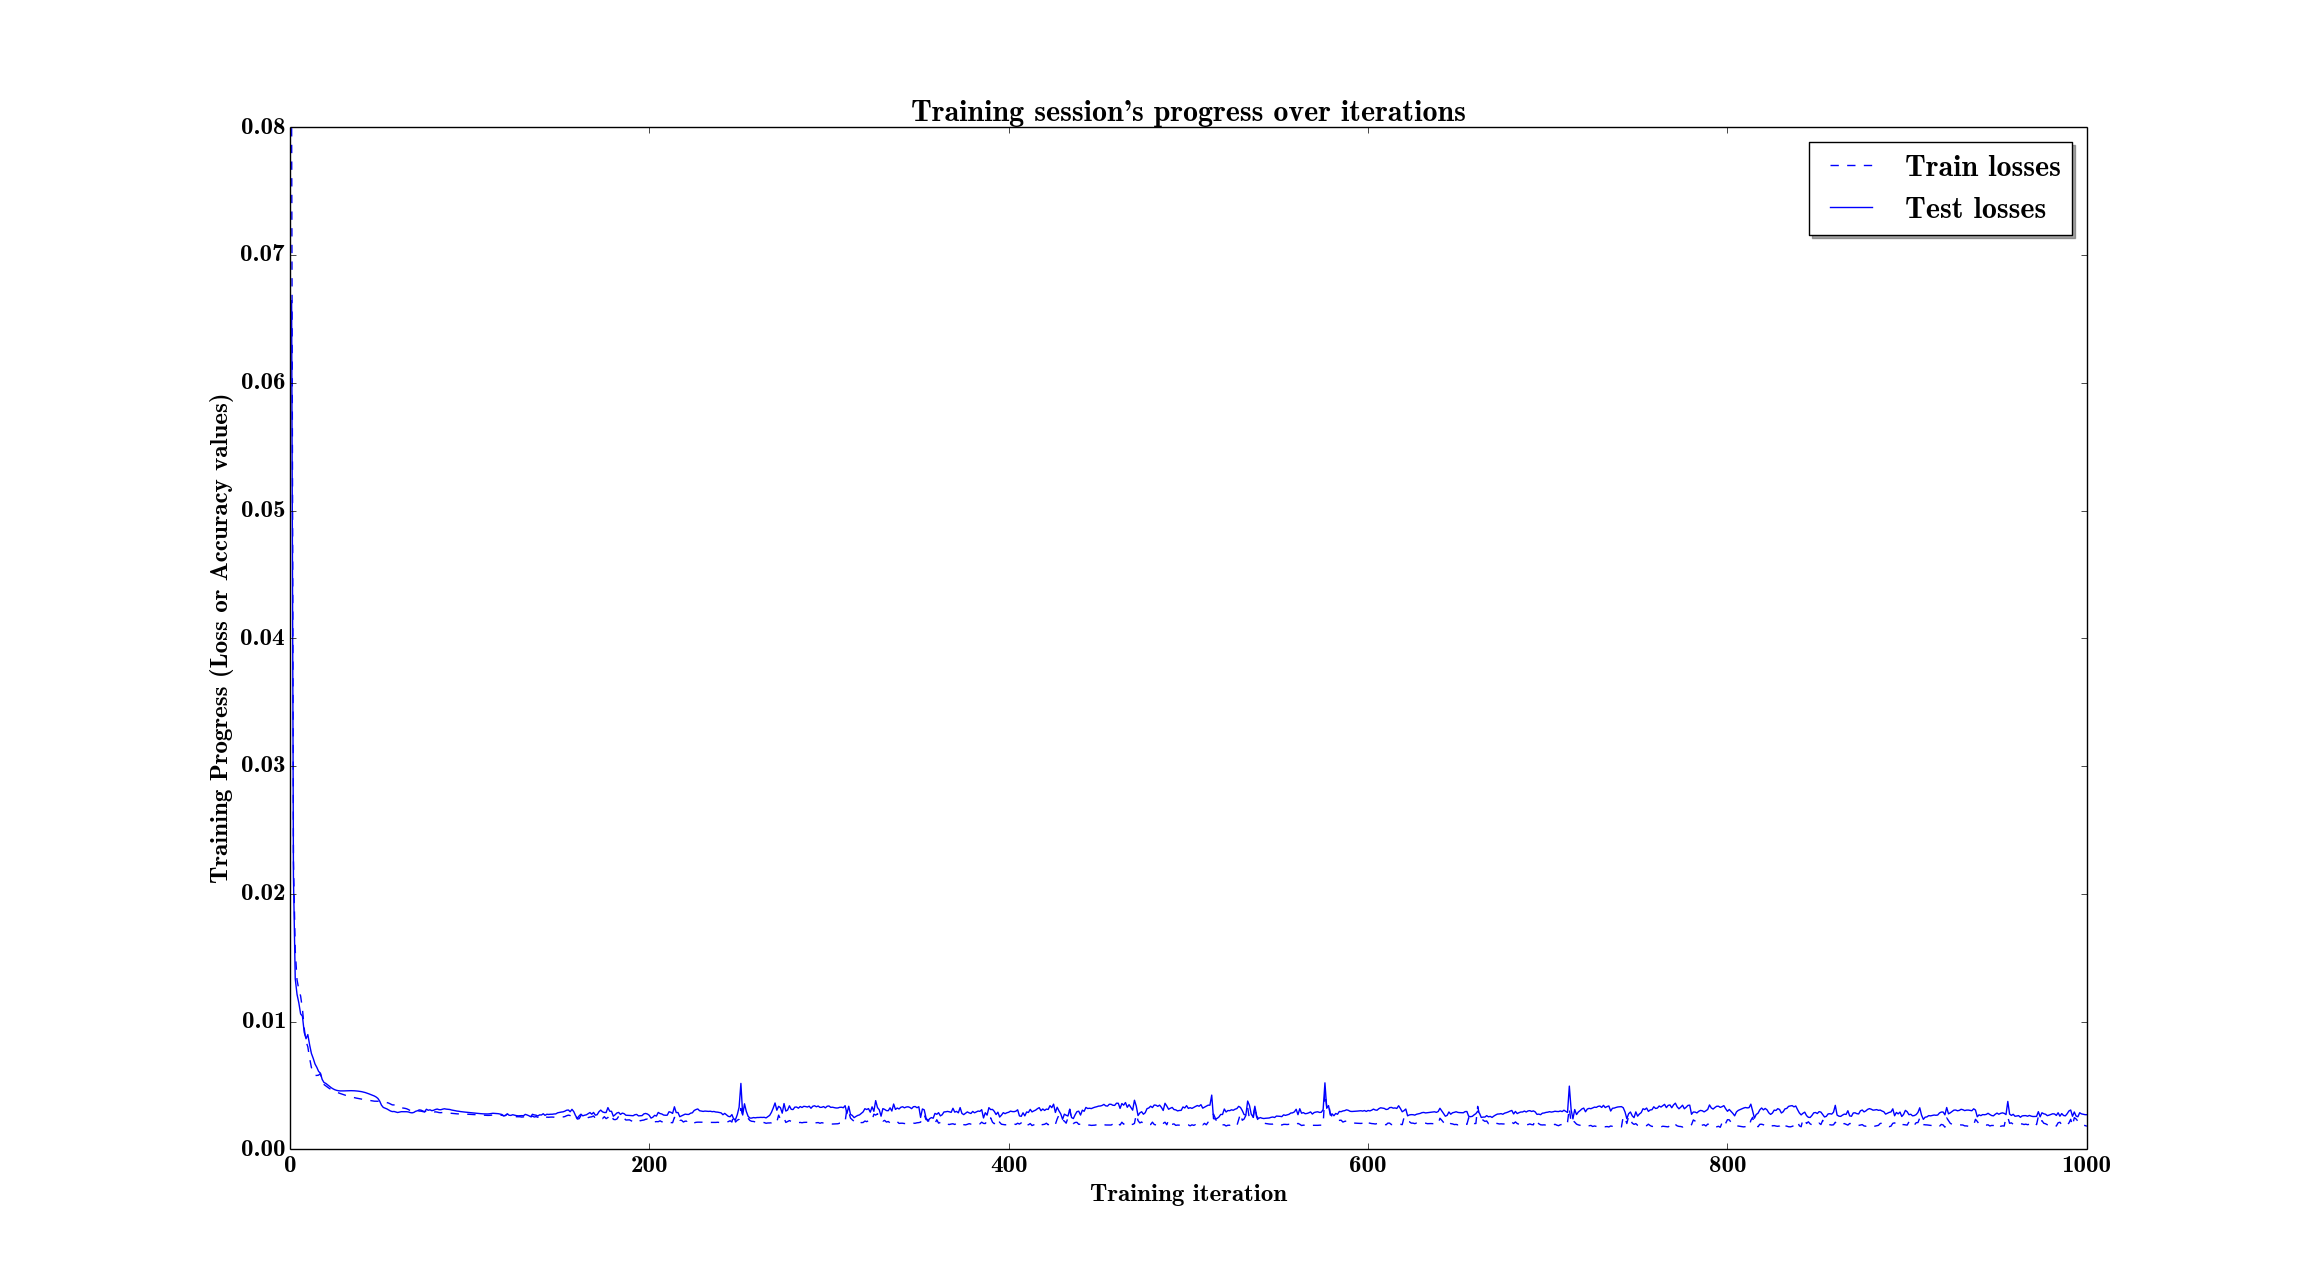 Training session's progress over iterations
0.08
0.07
0.06
0.05
0.04
0.03
0.02
0.01
0.00
Training Progress (Loss or Accuracy values)
Train losses
Test losses
0 200 400 600 800 1000
Training iteration